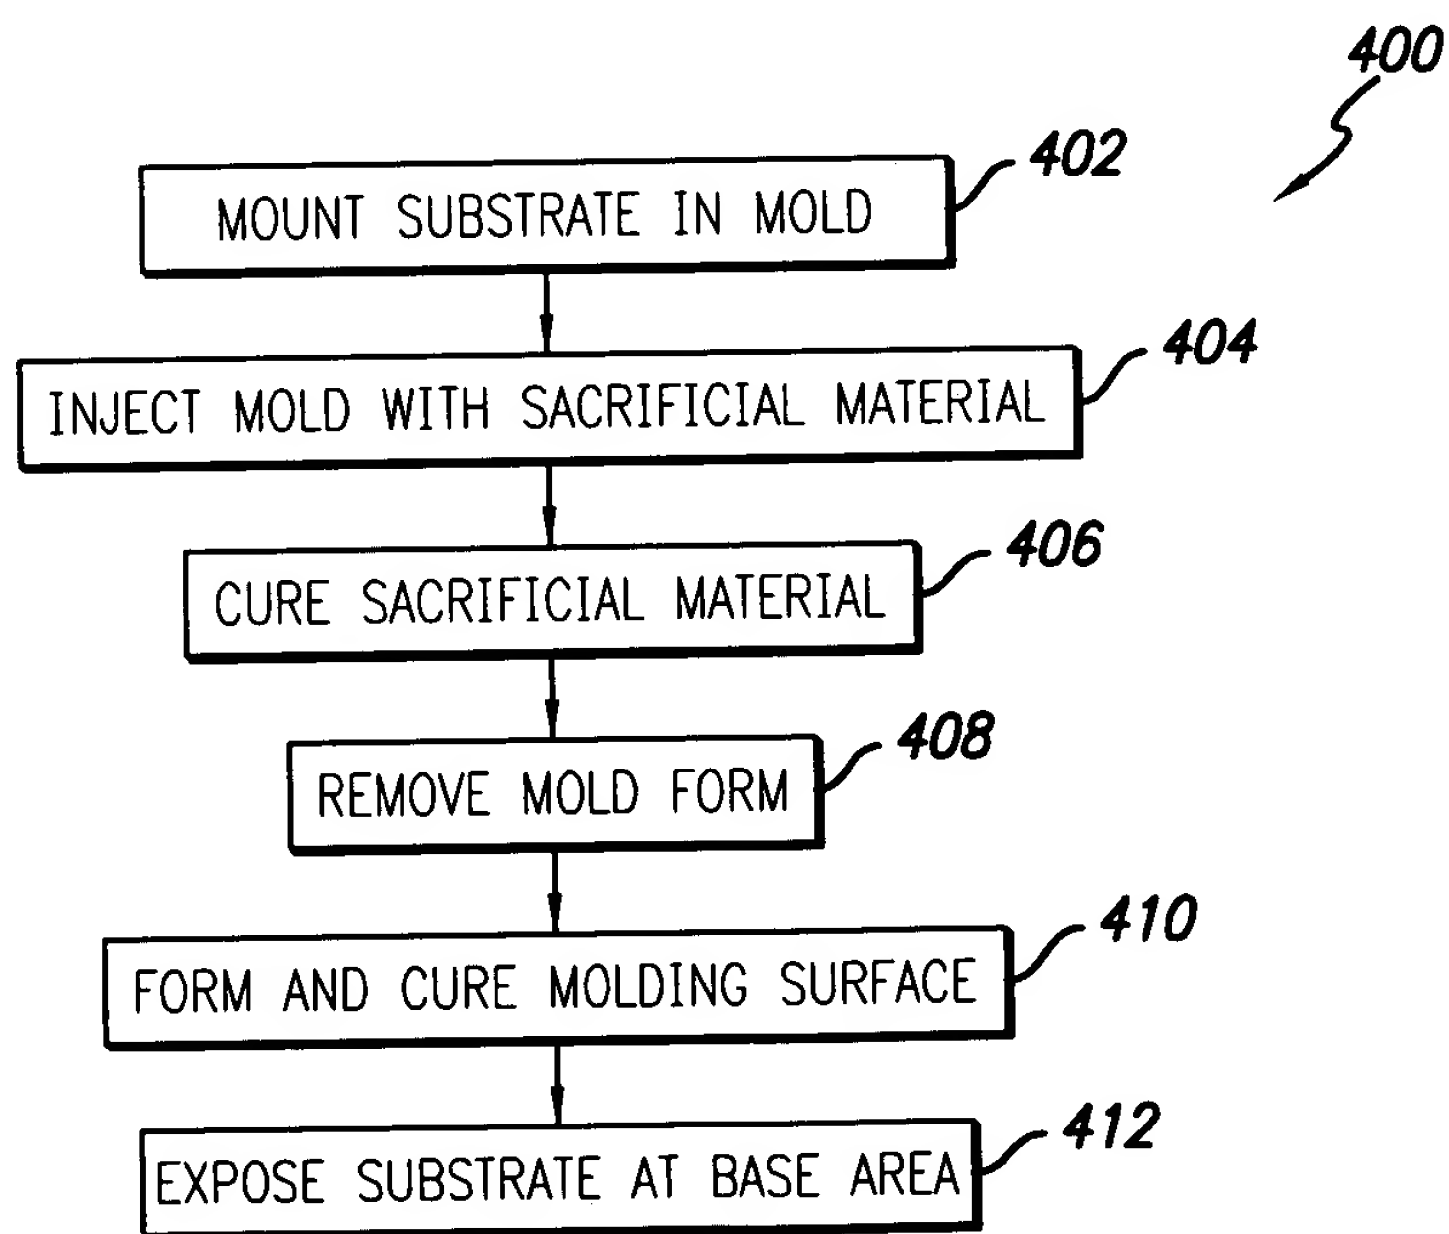 400
402
MOUNT SUBSTRATE IN MOLD
404
INJECT MOLD WITH SACRIFICIAL MATERIAL
406
CURE SACRIFICIAL MATERIAL
408
REMOVE MOLD FORM
410
FORM AND CURE MOLDING SURFACE
412
EXPOSE SUBSTRATE AT BASE AREA